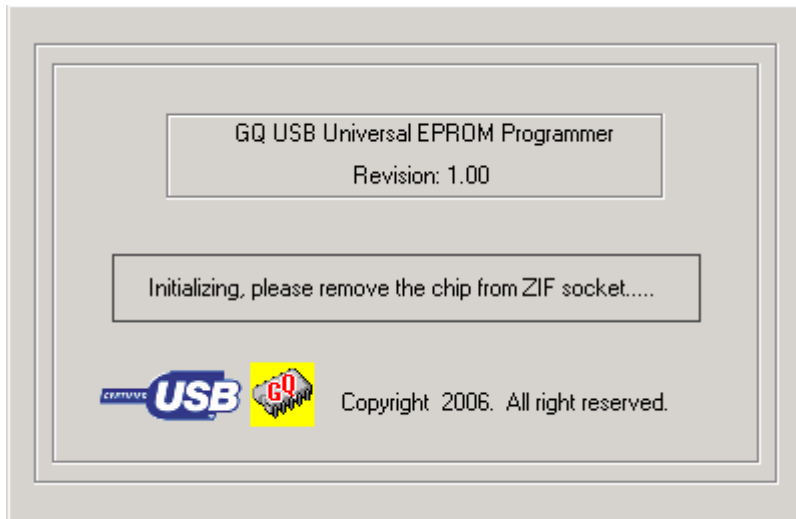 GQ USB Universal EPROM Programmer
Revision: 1.00
Initializing, please remove the chip from ZIF socket.....
CERTIFIED USB
GQ
Copyright 2006. All right reserved.